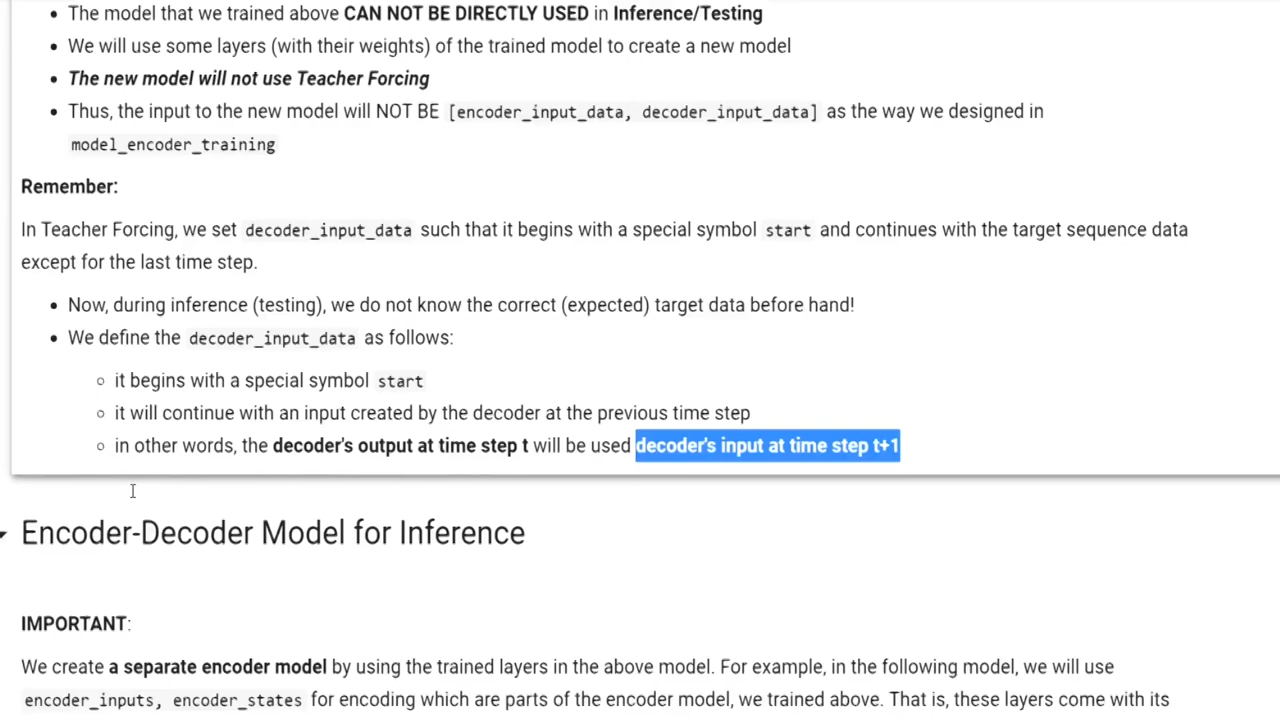 The model that we trained above CAN NOT BE DIRECTLY USED in Inference/Testing
We will use some layers (with their weights) of the trained model to create a new model
The new model will not use Teacher Forcing
Thus, the input to the new model will NOT BE [encoder_input_data, decoder_input_data] as the way we designed in
model_encoder_training
Remember:
In Teacher Forcing, we set decoder_input_data such that it begins with a special symbol start and continues with the target sequence data
except for the last time step.
Now, during inference (testing), we do not know the correct (expected) target data before hand!
We define the decoder_input_data as follows:
it begins with a special symbol start
it will continue with an input created by the decoder at the previous time step
in other words, the decoder's output at time step t will be used decoder's input at time step t+1
Encoder-Decoder Model for Inference
IMPORTANT:
We create a separate encoder model by using the trained layers in the above model. For example, in the following model, we will use
encoder_inputs, encoder_states for encoding which are parts of the encoder model, we trained above. That is, these layers come with its